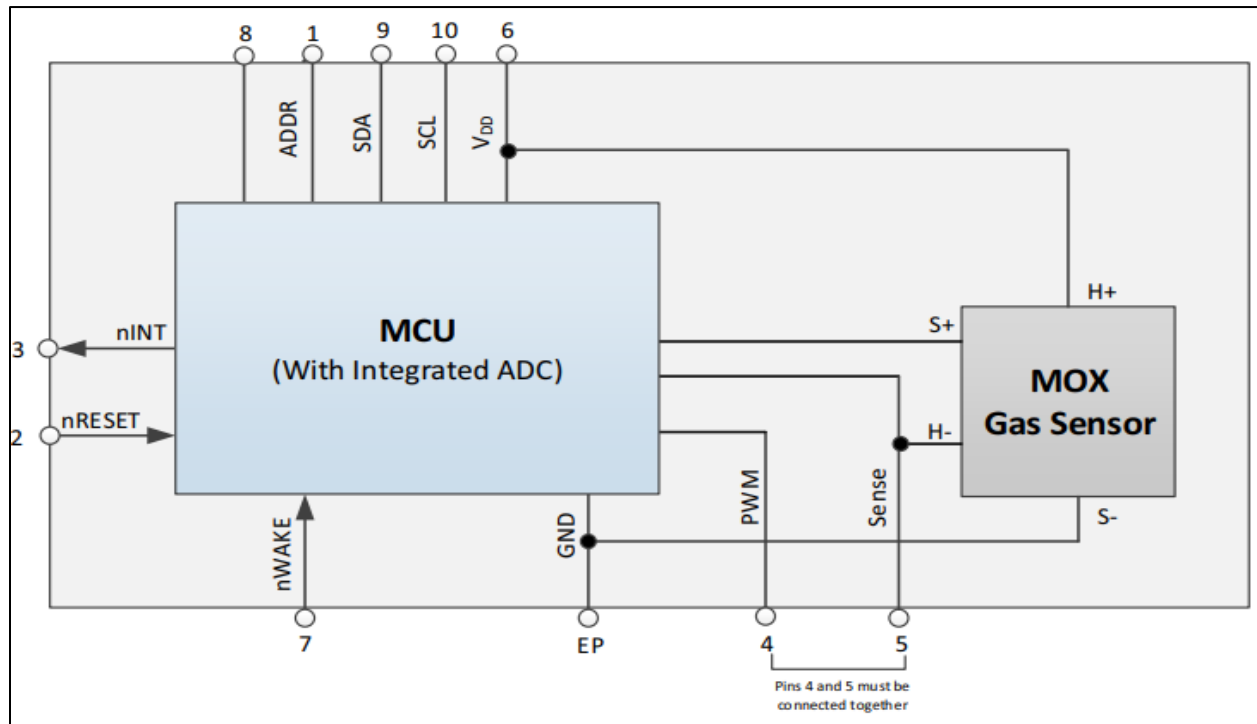 8
1
9
10
6
ADDR
SDA
SCL
VDD
H+
S+
MCU
(With Integrated ADC)
MOX
Gas Sensor
3
nINT
2
nRESET
H-
S-
nWAKE
GND
PWM
Sense
7
EP
4
5
Pins 4 and 5 must be
connected together